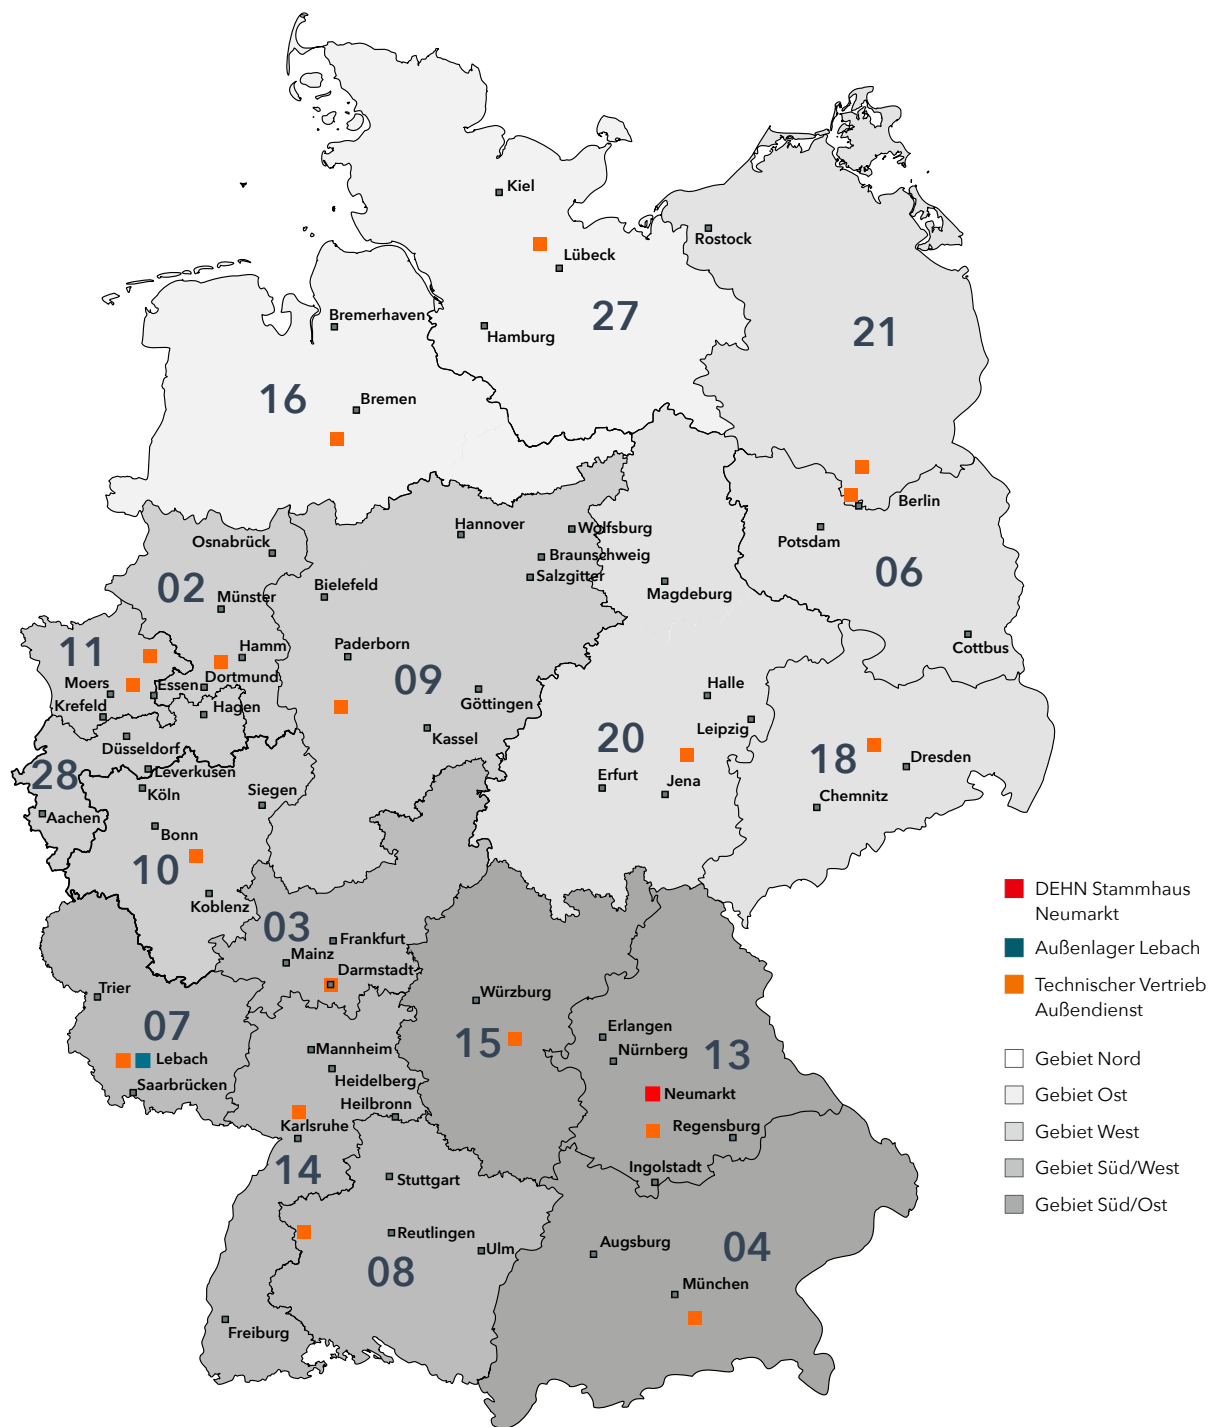 Kiel
Rostock
Lübeck
27
21
Bremerhaven
Hamburg
16
Bremen
Berlin
Hannover
Wolfsburg
Potsdam
Osnabrück
Braunschweig
06
02
Bielefeld
Salzgitter
Magdeburg
Münster
11
Paderborn
Hamm
Cottbus
Moers
Essen
Dortmund
09
Halle
Krefeld
Hagen
Göttingen
Leipzig
Düsseldorf
Kassel
20
18
Dresden
28
Leverkusen
Erfurt
Jena
Köln
Siegen
Chemnitz
Aachen
Bonn
10
Koblenz
03
Frankfurt
Mainz
Darmstadt
Trier
Würzburg
07
15
Erlangen
13
Lebach
Mannheim
Nürnberg
Saarbrücken
Heidelberg
Neumarkt
Heilbronn
Karlsruhe
Regensburg
14
Stuttgart
Ingolstadt
Reutlingen
Ulm
Augsburg
04
08
München
Freiburg
DEHN Stammhaus
Neumarkt
Außenlager Lebach
Technischer Vertrieb
Außendienst
Gebiet Nord
Gebiet Ost
Gebiet West
Gebiet Süd/West
Gebiet Süd/Ost